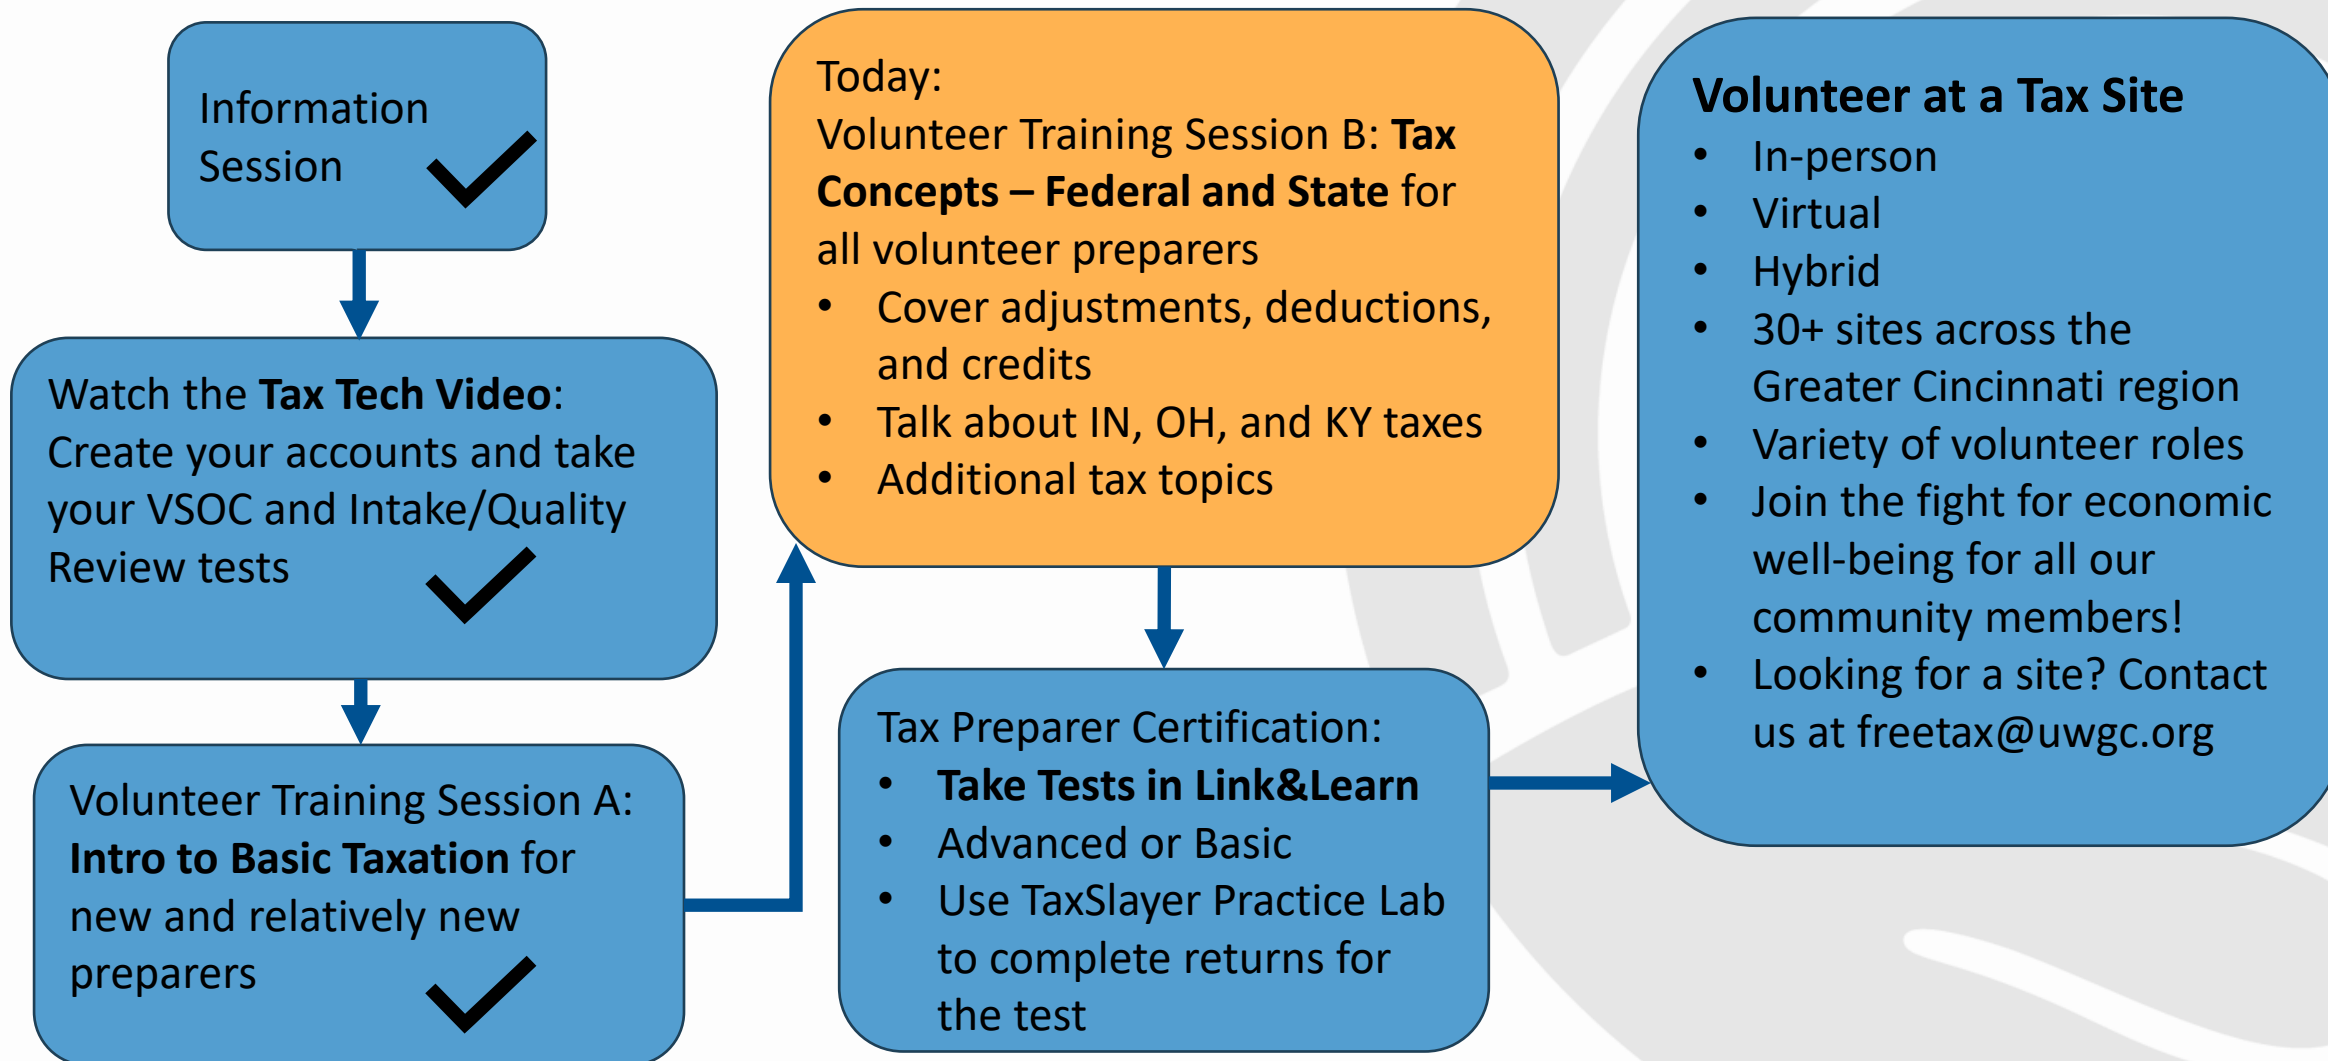 Information
Session
Watch the Tax Tech Video:
Create your accounts and take
your VSOC and Intake/Quality
Review tests
Volunteer Training Session A:
Intro to Basic Taxation for
new and relatively new
preparers
Today:
Volunteer Training Session B: Tax
Concepts – Federal and State for
all volunteer preparers
• Cover adjustments, deductions,
and credits
• Talk about IN, OH, and KY taxes
• Additional tax topics
Tax Preparer Certification:
• Take Tests in Link&Learn
• Advanced or Basic
• Use TaxSlayer Practice Lab
to complete returns for
the test
Volunteer at a Tax Site
• In-person
• Virtual
• Hybrid
• 30+ sites across the
Greater Cincinnati region
• Variety of volunteer roles
• Join the fight for economic
well-being for all our
community members!
• Looking for a site? Contact
us at freetax@uwgc.org